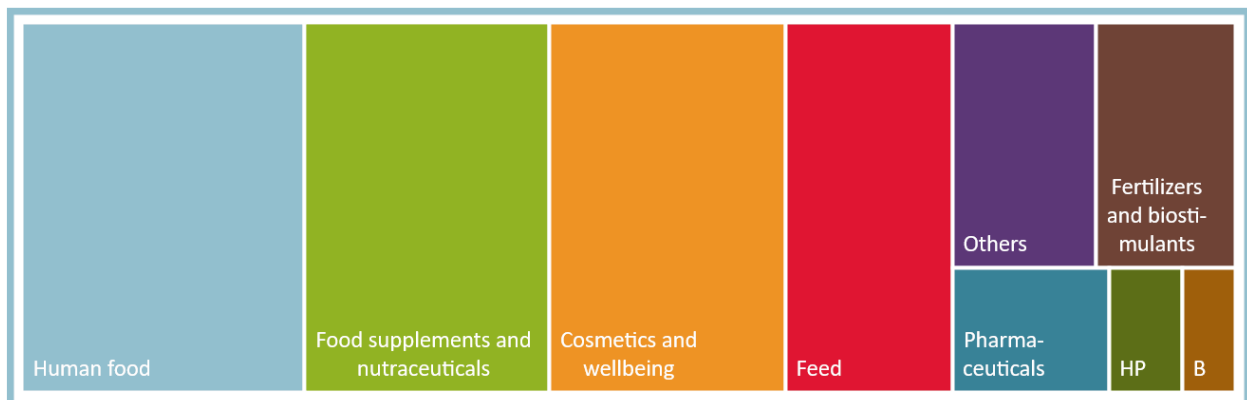 Human food
Food supplements and
nutraceuticals
Cosmetics and
wellbeing
Feed
Others
Fertilizers
and biosti-
mulants
Pharma-
ceuticals
HP
B